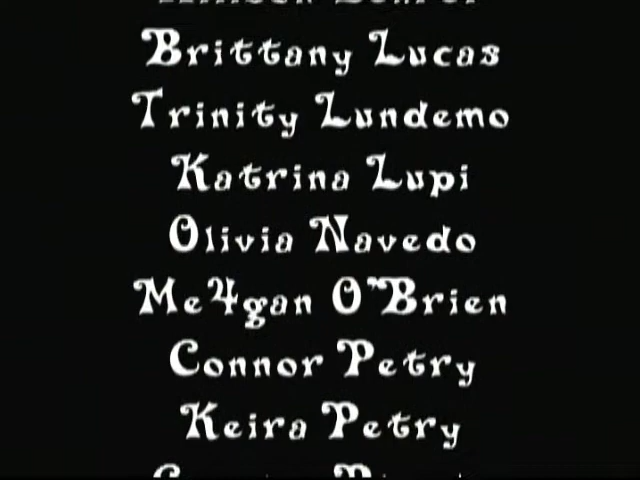 Brittany Lucas
Trinity Lundemo
Katrina Lupi
Olivia Navedo
Me4gan O"Brien
Connor Petry
Keira Petry